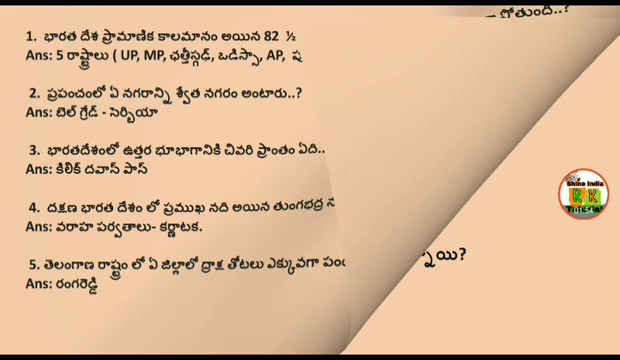 ణోతుంది..?
1. భారత దేశ ప్రామాణిక కాలమానం అయిన 82 ½
Ans: 5 రాష్ట్రాలు ( UP, MP, ఛత్తీస్గఢ్, ఒడిస్సా, AP,
2. ప్రపంచంలో ఏ నగరాన్ని శ్వేత నగరం అంటారు..?
Ans: బెల్ గ్రేడ్ - సెర్బియా
3. భారతదేశంలో ఉత్తర భూభాగానికి చివరి ప్రాంతం ఏది..
Ans: కిలిక్ దవాస్ పాస్
4. దక్షణ భారత దేశం లో ప్రముఖ నది అయిన తుంగభద్ర న
Ans: వరాహ పర్వతాలు- కర్ణాటక.
5. తెలంగాణ రాష్ట్రం లో ఏ జిల్లాలో ద్రాక్ష తోటలు ఎక్కువగా పం
Ans: రంగరెడ్డి
న్నాయి?
Shine India
R K